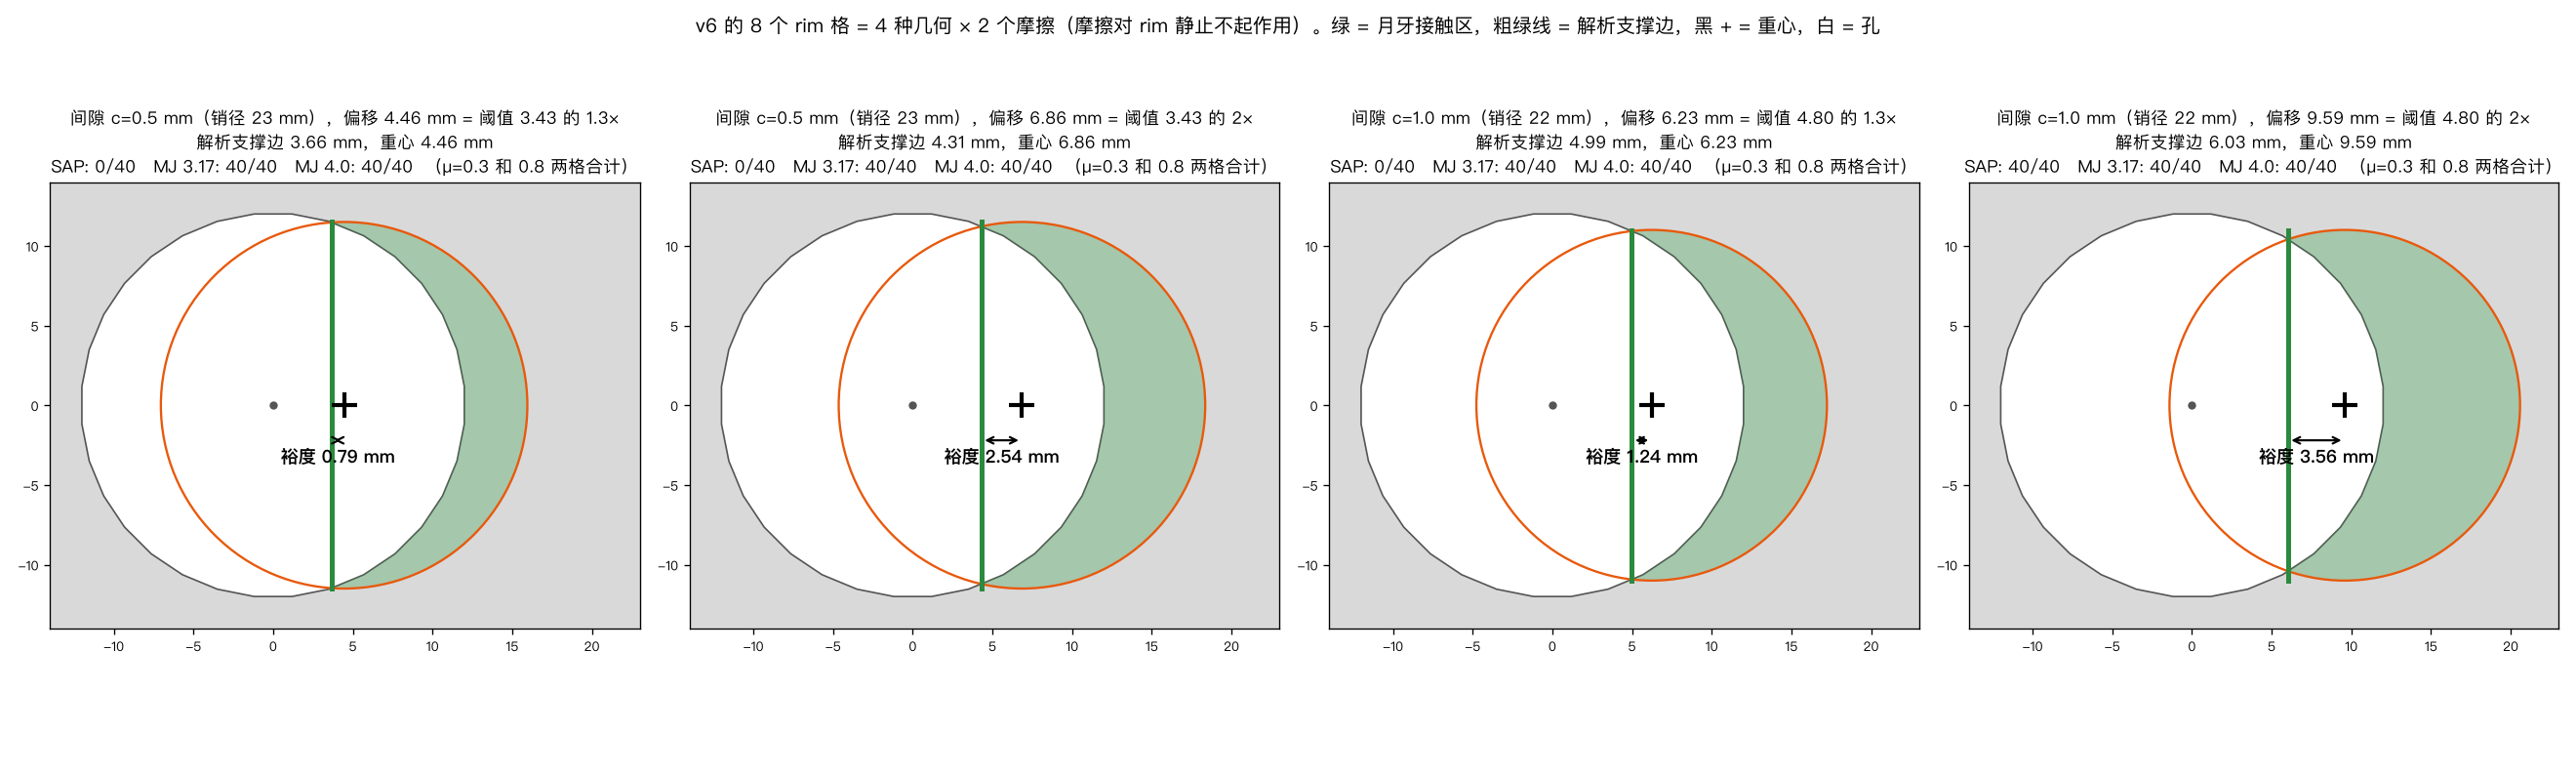 v6 的 8 个 rim 格 = 4 种几何 × 2 个摩擦（摩擦对 rim 静止不起作用）。绿 = 月牙接触区，粗绿线 = 解析支撑边，黑 + = 重心，白 = 孔
间隙 c=0.5 mm（销径 23 mm），偏移 4.46 mm = 阈值 3.43 的 1.3×
解析支撑边 3.66 mm，重心 4.46 mm
SAP: 0/40 MJ 3.17: 40/40 MJ 4.0: 40/40 （μ=0.3 和 0.8 两格合计）
10
5
0
−5
−10
裕度 0.79 mm
−10 −5 0 5 10 15 20
间隙 c=0.5 mm（销径 23 mm），偏移 6.86 mm = 阈值 3.43 的 2×
解析支撑边 4.31 mm，重心 6.86 mm
SAP: 0/40 MJ 3.17: 40/40 MJ 4.0: 40/40 （μ=0.3 和 0.8 两格合计）
10
5
0
−5
−10
裕度 2.54 mm
−10 −5 0 5 10 15 20
间隙 c=1.0 mm（销径 22 mm），偏移 6.23 mm = 阈值 4.80 的 1.3×
解析支撑边 4.99 mm，重心 6.23 mm
SAP: 0/40 MJ 3.17: 40/40 MJ 4.0: 40/40 （μ=0.3 和 0.8 两格合计）
10
5
0
−5
−10
裕度 1.24 mm
−10 −5 0 5 10 15 20
间隙 c=1.0 mm（销径 22 mm），偏移 9.59 mm = 阈值 4.80 的 2×
解析支撑边 6.03 mm，重心 9.59 mm
SAP: 40/40 MJ 3.17: 40/40 MJ 4.0: 40/40 （μ=0.3 和 0.8 两格合计）
10
5
0
−5
−10
裕度 3.56 mm
−10 −5 0 5 10 15 20